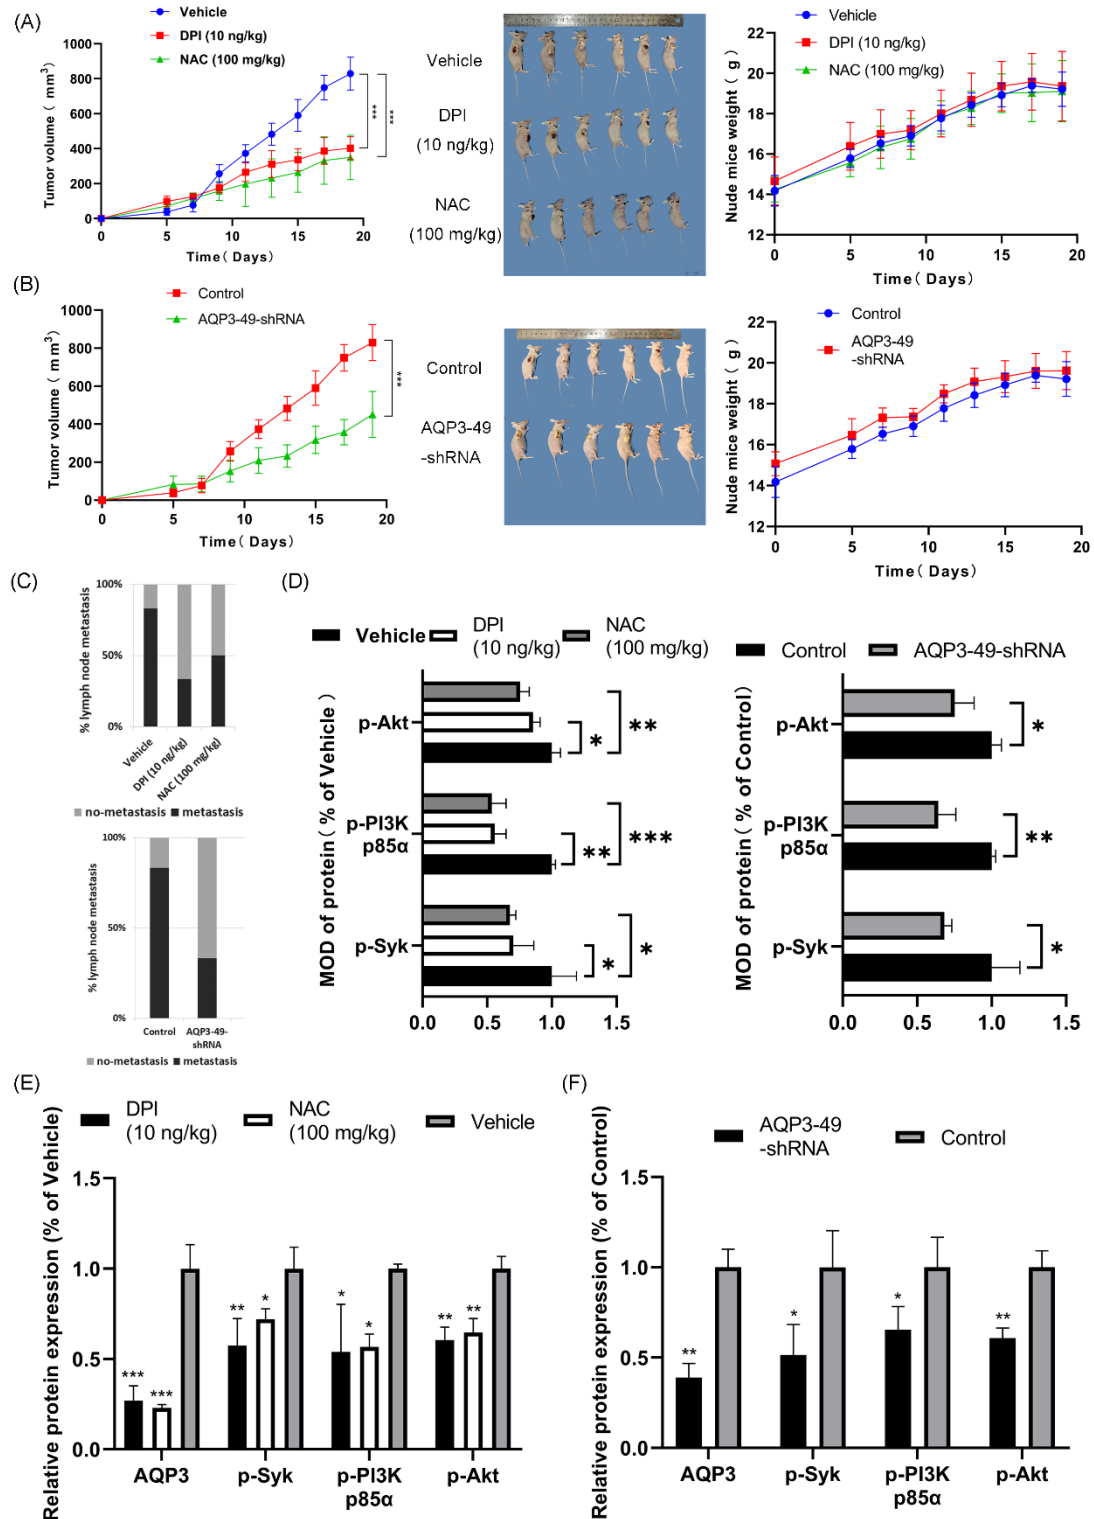 (A)
Vehicle
DPI (10 ng/kg)
NAC (100 mg/kg)
Tumor volume( mm³)
1000
800
600
400
200
0
***
***
0 5 10 15 20
Time( Days)
Vehicle
DPI
(10 ng/kg)
NAC
(100 mg/kg)
Vehicle
DPI (10 ng/kg)
NAC (100 mg/kg)
Nude mice weight( g)
22
20
18
16
14
12
0 5 10 15 20
Time( Days)
(B)
Control
AQP3-49-shRNA
Tumor volume( mm³)
1000
800
600
400
200
0
***
0 5 10 15 20
Time( Days)
Control
AQP3-49
-shRNA
Control
AQP3-49
-shRNA
Nude mice weight( g)
22
20
18
16
14
12
0 5 10 15 20
Time( Days)
(C)
% lymph node metastasis
100%
50%
0%
Vehicle
DPI (10 ng/kg)
NAC (100 mg/kg)
no-metastasis metastasis
% lymph node metastasis
100%
50%
0%
Control AQP3-49-
shRNA
no-metastasis metastasis
(D)
Vehicle DPI
(10 ng/kg) NAC
(100 mg/kg)
MOD of protein( % of Vehicle)
p-Akt
* **
p-PI3K
p85α
** ***
p-Syk
* *
0.0 0.5 1.0 1.5
Control AQP3-49-shRNA
MOD of protein( % of Control)
p-Akt
*
p-PI3K
p85α
**
p-Syk
*
0.0 0.5 1.0 1.5
(E)
DPI
(10 ng/kg) NAC
(100 mg/kg) Vehicle
Relative protein expression (% of Vehicle)
1.5
1.0
0.5
0.0
*** *** ** * * * ** **
AQP3 p-Syk p-PI3K
p85α p-Akt
(F)
AQP3-49
-shRNA Control
Relative protein expression (% of Control)
1.5
1.0
0.5
0.0
** * * **
AQP3 p-Syk p-PI3K
p85α p-Akt